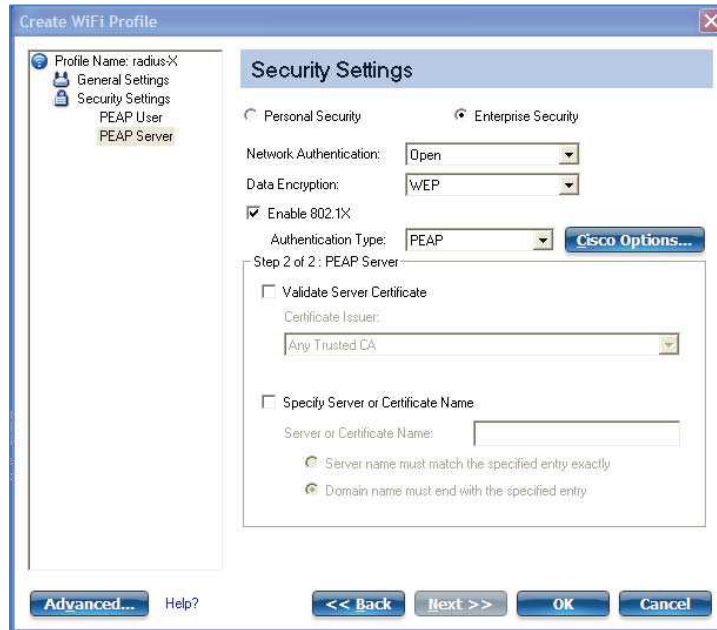 Create WiFi Profile
Profile Name: radius-X
General Settings
Security Settings
PEAP User
PEAP Server
Security Settings
Personal Security
Enterprise Security
Network Authentication:
Open
Data Encryption:
WEP
Enable 802.1X
Authentication Type:
PEAP
Cisco Options...
Step 2 of 2 : PEAP Server
Validate Server Certificate
Certificate Issuer:
Any Trusted CA
Specify Server or Certificate Name
Server or Certificate Name:
Server name must match the specified entry exactly
Domain name must end with the specified entry
Advanced...
Help?
<< Back
Next >>
OK
Cancel